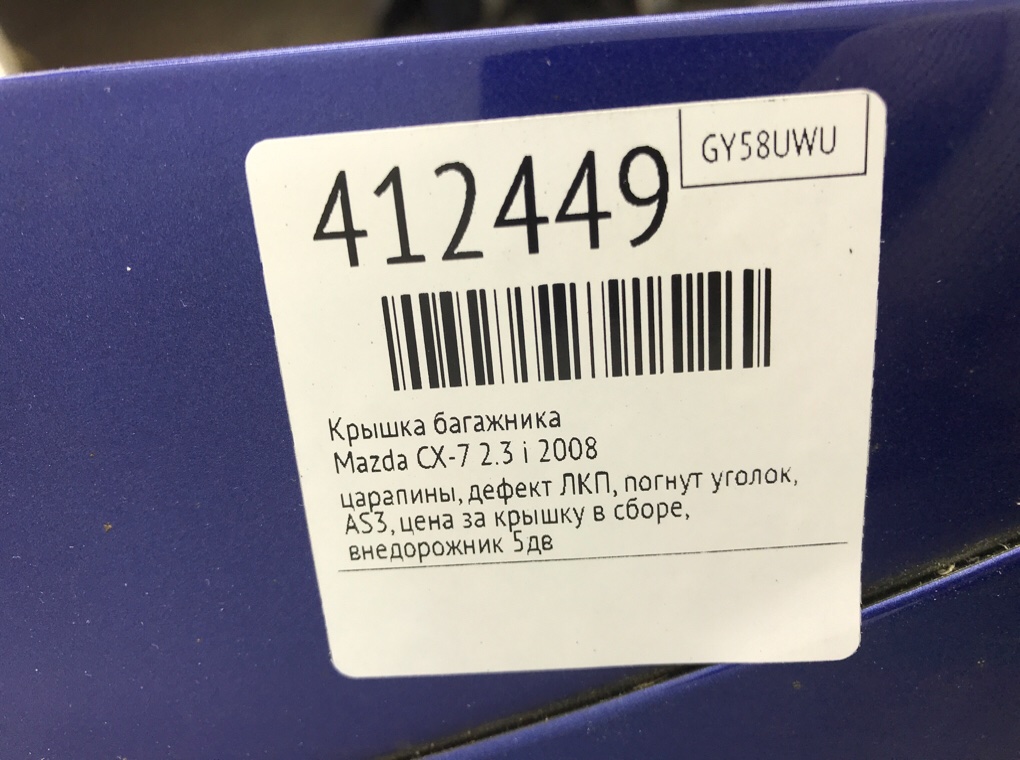 GY58UWU
412449
Крышка багажника
Mazda CX-7 2.3 i 2008
царапины, дефект ЛКП, погнут уголок,
AS3, цена за крышку в сборе,
внедорожник 5дв